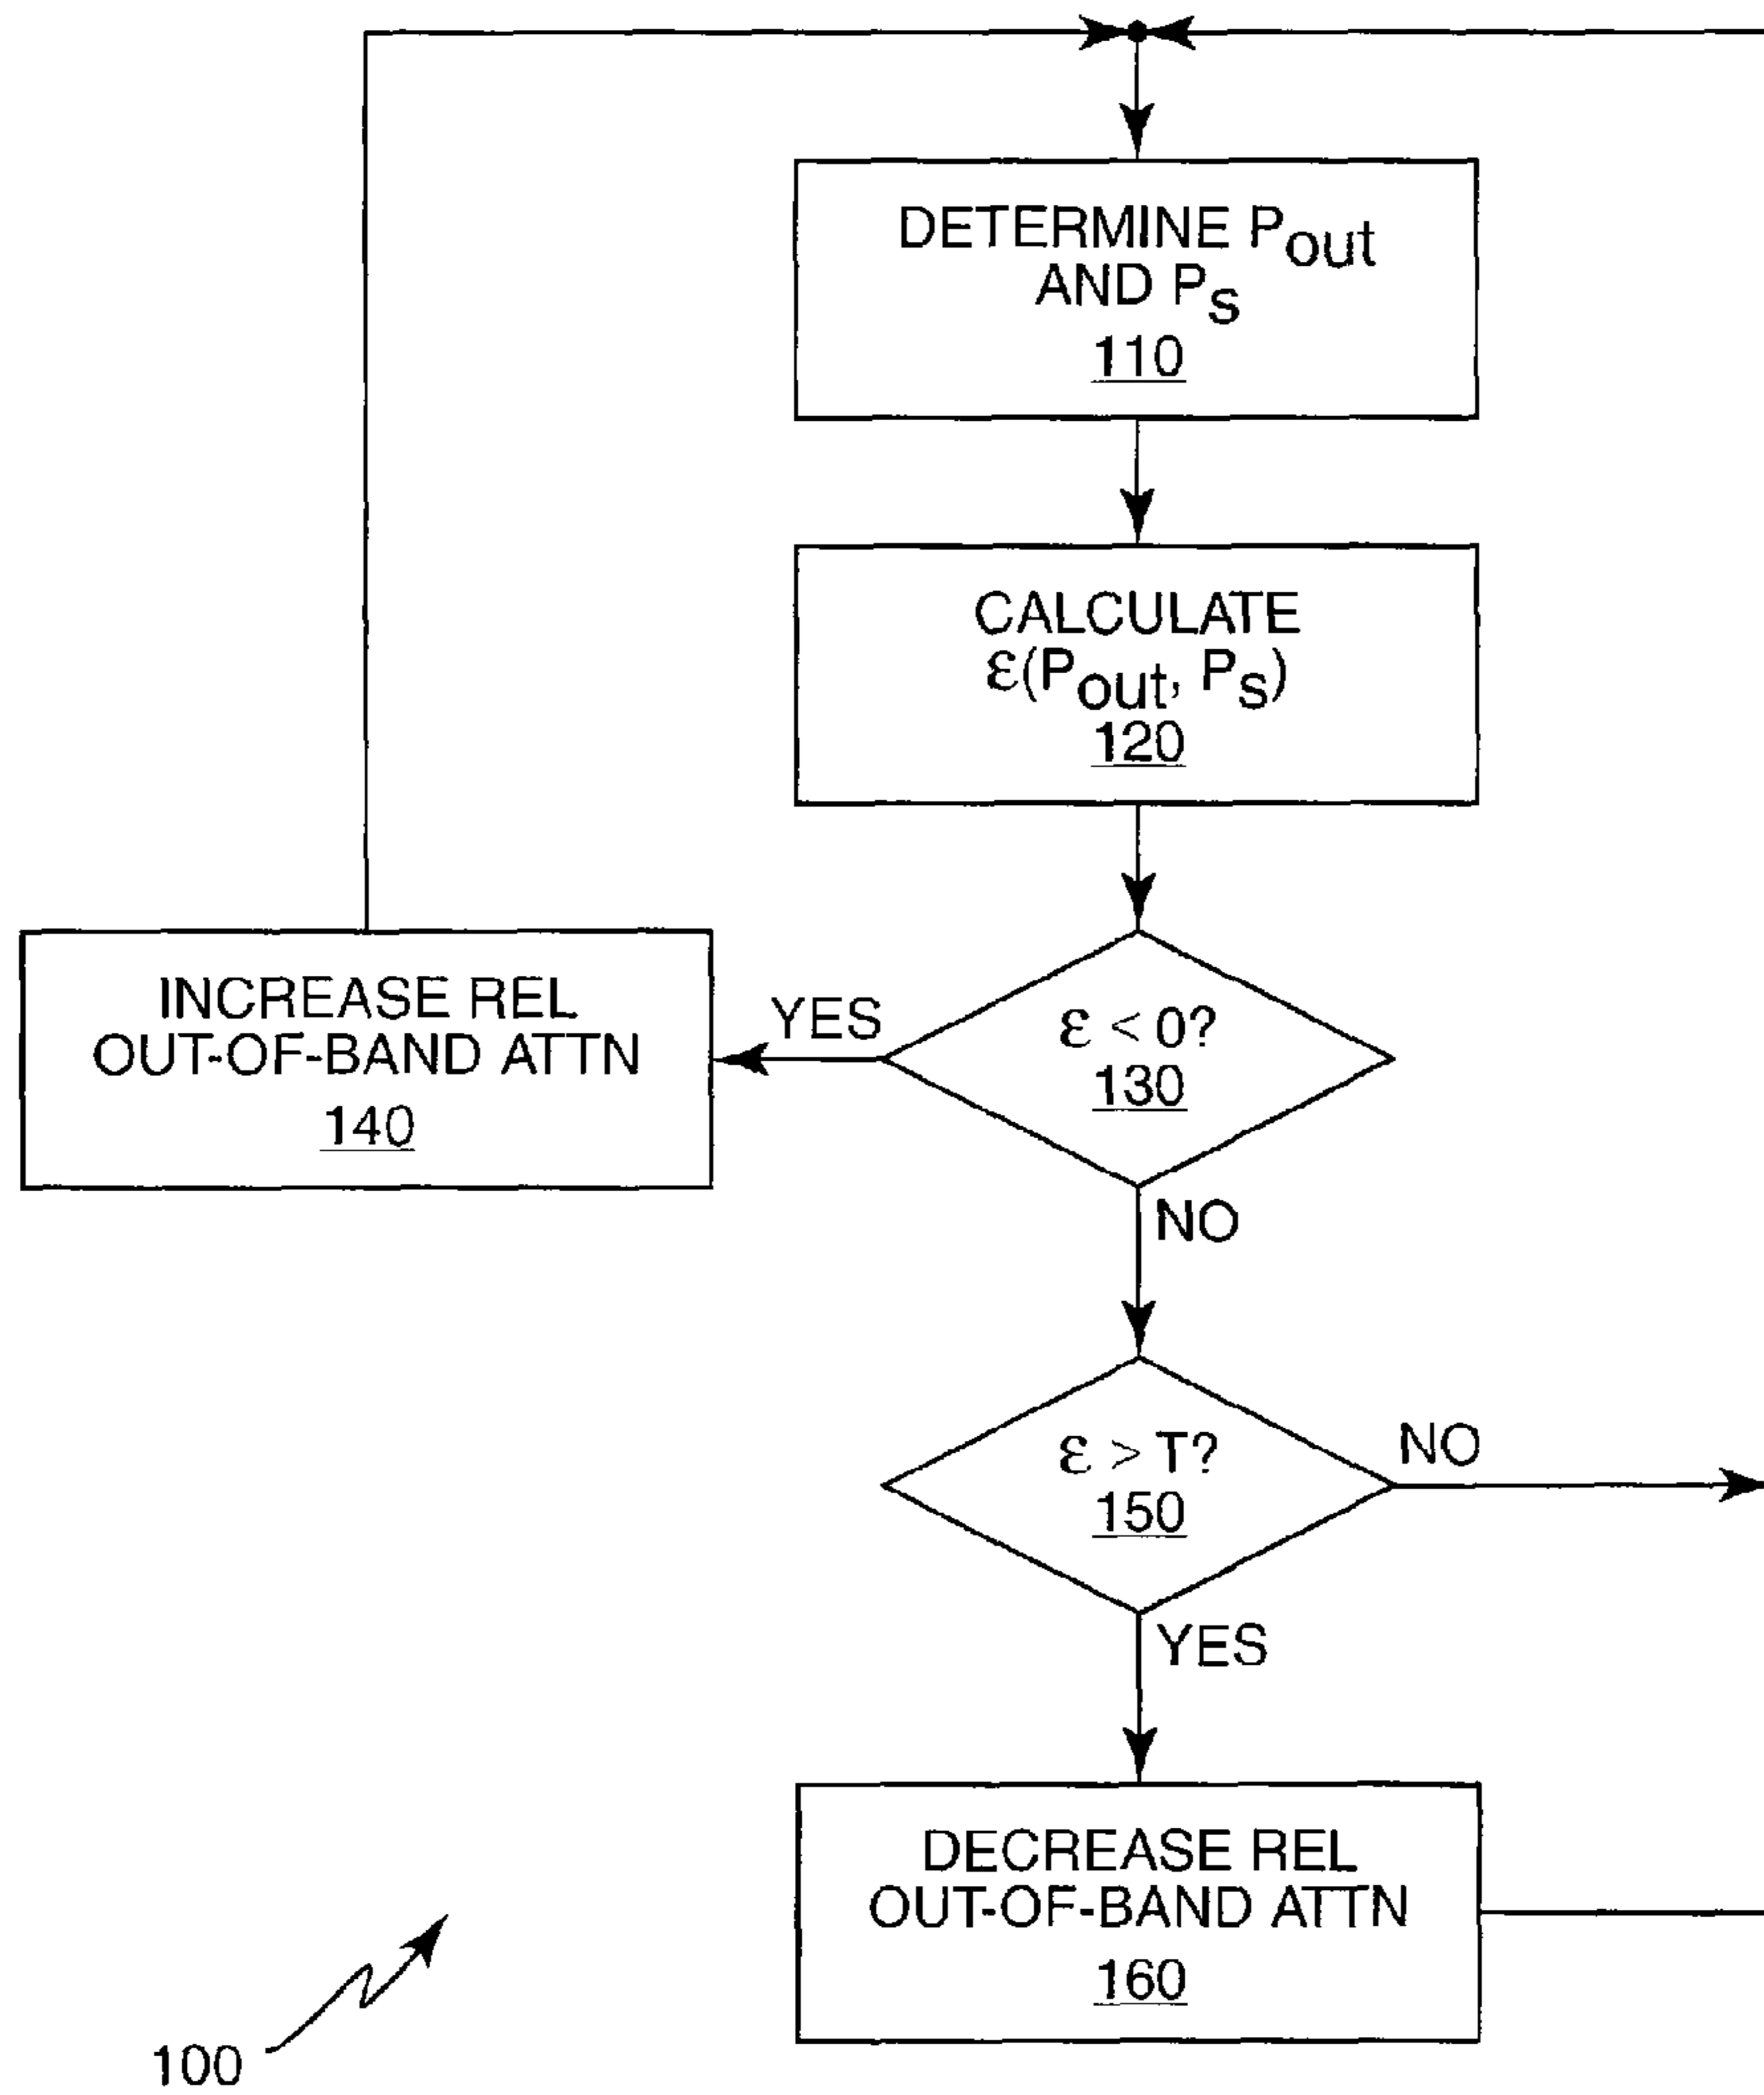 DETERMINE Pout
AND Ps
110
CALCULATE
ε(Pout, Ps)
120
INCREASE REL
OUT-OF-BAND ATTN
140
YES
ε < 0?
130
NO
ε > T?
150
NO
YES
DECREASE REL
OUT-OF-BAND ATTN
160
100